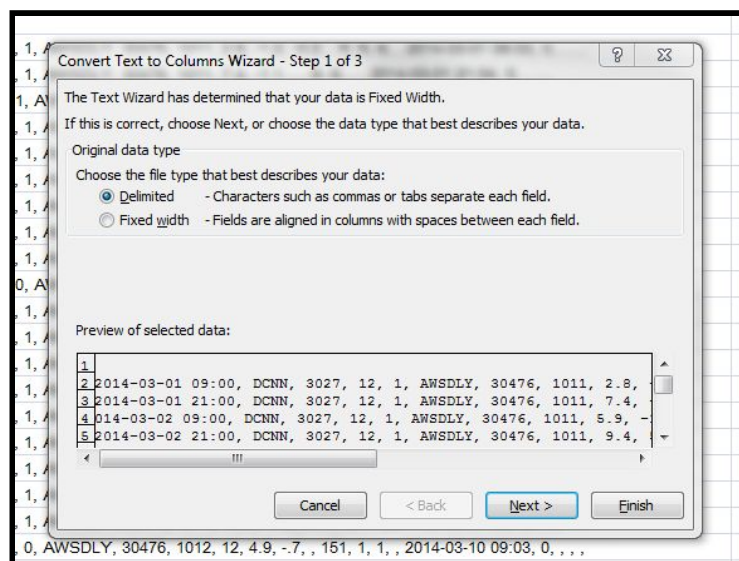 Convert Text to Columns Wizard - Step 1 of 3
The Text Wizard has determined that your data is Fixed Width.
If this is correct, choose Next, or choose the data type that best describes your data.
Original data type
Choose the file type that best describes your data:
Delimited - Characters such as commas or tabs separate each field.
Fixed width - Fields are aligned in columns with spaces between each field.
Preview of selected data:
1
2 2014-03-01 09:00, DCNN, 3027, 12, 1, AWSDLY, 30476, 1011, 2.8,
3 2014-03-01 21:00, DCNN, 3027, 12, 1, AWSDLY, 30476, 1011, 7.4,
4 014-03-02 09:00, DCNN, 3027, 12, 1, AWSDLY, 30476, 1011, 5.9, -
5 2014-03-02 21:00, DCNN, 3027, 12, 1, AWSDLY, 30476, 1011, 9.4,
Cancel < Back Next > Finish
, 0, AWSDLY, 30476, 1012, 12, 4.9, -.7, , 151, 1, 1, , 2014-03-10 09:03, 0, , , ,